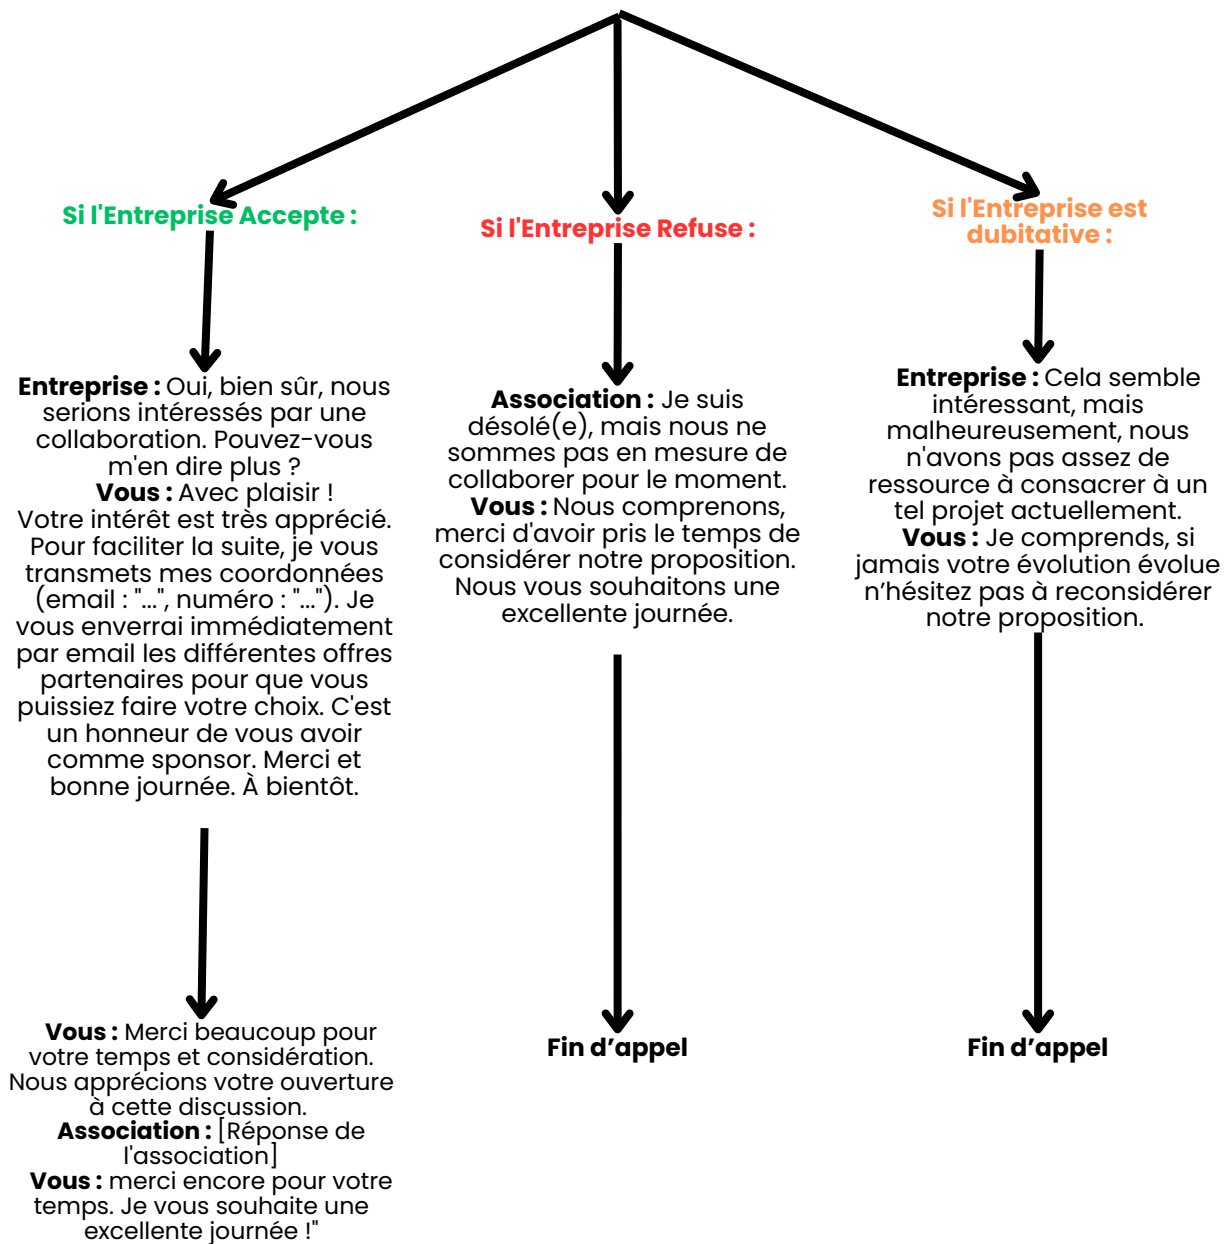 Si l'Entreprise Accepte :
Entreprise : Oui, bien sûr, nous
serions intéressés par une
collaboration. Pouvez-vous
m'en dire plus ?
Vous : Avec plaisir !
Votre intérêt est très apprécié.
Pour faciliter la suite, je vous
transmets mes coordonnées
(email : "...", numéro : "..."). Je
vous enverrai immédiatement
par email les différentes offres
partenaires pour que vous
puissiez faire votre choix. C'est
un honneur de vous avoir
comme sponsor. Merci et
bonne journée. À bientôt.
Vous : Merci beaucoup pour
votre temps et considération.
Nous apprécions votre ouverture
à cette discussion.
Association : [Réponse de
l'association]
Vous : merci encore pour votre
temps. Je vous souhaite une
excellente journée !"
Si l'Entreprise Refuse :
Association : Je suis
désolé(e), mais nous ne
sommes pas en mesure de
collaborer pour le moment.
Vous : Nous comprenons,
merci d'avoir pris le temps de
considérer notre proposition.
Nous vous souhaitons une
excellente journée.
Fin d’appel
Si l'Entreprise est
dubitative :
Entreprise : Cela semble
intéressant, mais
malheureusement, nous
n'avons pas assez de
ressource à consacrer à un
tel projet actuellement.
Vous : Je comprends, si
jamais votre évolution évolue
n’hésitez pas à reconsidérer
notre proposition.
Fin d’appel